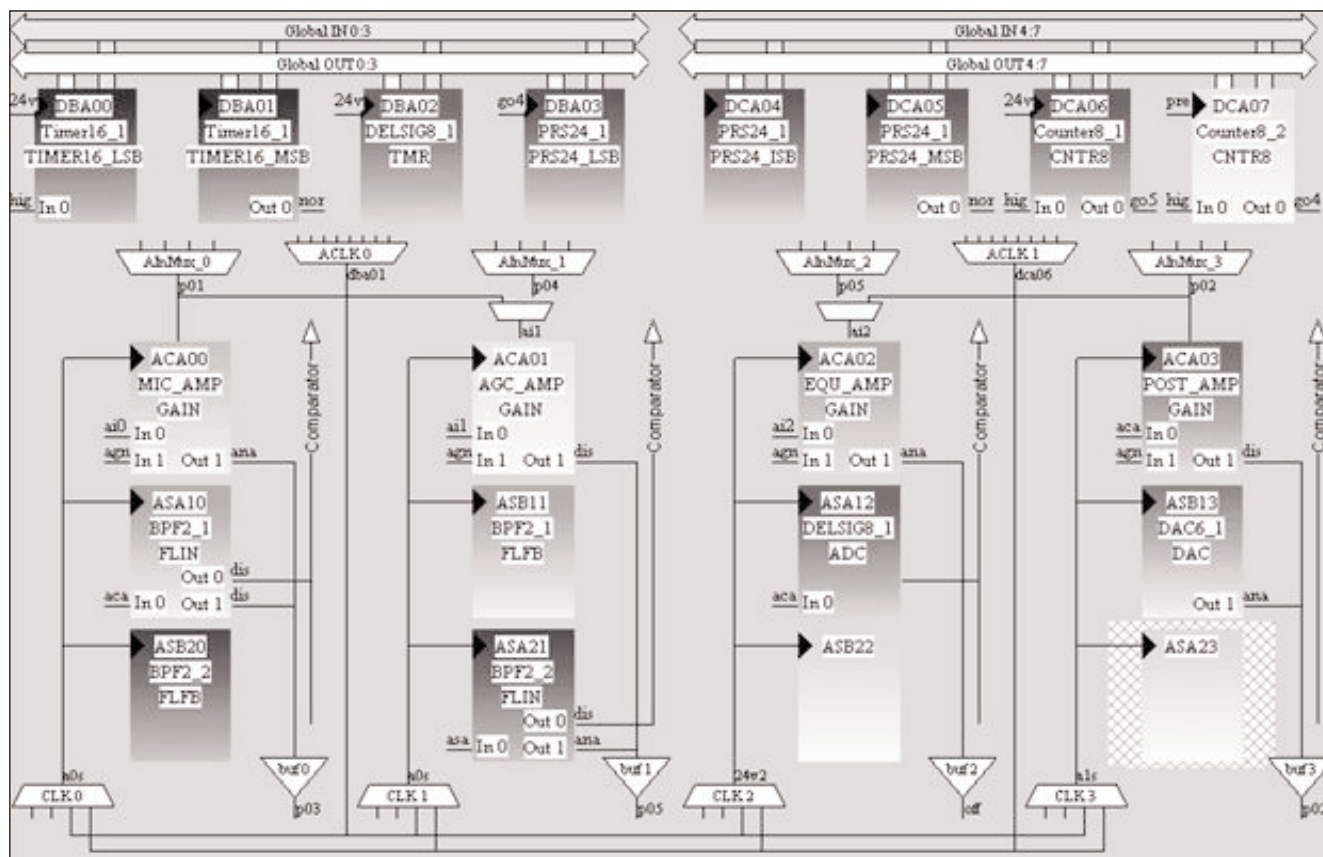 Global IN 0:3 Global IN 4:7
Global OUT 0:3 Global OUT 4:7
24v DBA00 DBA01 24v DBA02 go4 DBA03 DCA04 DCA05 24v DCA06 pre DCA07
Timer16_1 Timer16_1 DELSIG8_1 PRS24_1 PRS24_1 PRS24_1 Counter8_1 Counter8_2
TIMER16_LSB TIMER16_MSB TMR PRS24_LSB PRS24_ISB PRS24_MSB CNTR8 CNTR8
hig In 0 Out 0 nor Out 0 nor hig In 0 Out 0 go5 hig In 0 Out 0 go4
AInMux_0 ACLK 0 AInMux_1 AInMux_2 ACLK 1 AInMux_3
p01 dba01 p04 p05 dca06 p02
ai1 ai2
ACA00 ACA01 ACA02 ACA03
MIC_AMP AGC_AMP EQU_AMP POST_AMP
GAIN GAIN GAIN GAIN
Comparator Comparator Comparator Comparator
ai0 In 0 ai1 In 0 ai2 In 0 aca In 0
agn In 1 Out 1 ana agn In 1 Out 1 dis agn In 1 Out 1 ana agn In 1 Out 1 dis
ASA10 ASB11 ASA12 ASB13
BPF2_1 BPF2_1 DELSIG8_1 DAC6_1
FLIN FLFB ADC DAC
Out 0 dis
aca In 0 Out 1 dis aca In 0 Out 1 ana
ASB20 ASA21 ASB22 ASA23
BPF2_2 BPF2_2
FLFB FLIN
Out 0 dis
asa In 0 Out 1 ana
buf0 buf1 buf2 buf3
a0s a0s 24v2 a1s
CLK 0 CLK 1 CLK 2 CLK 3
p03 p05 off p02